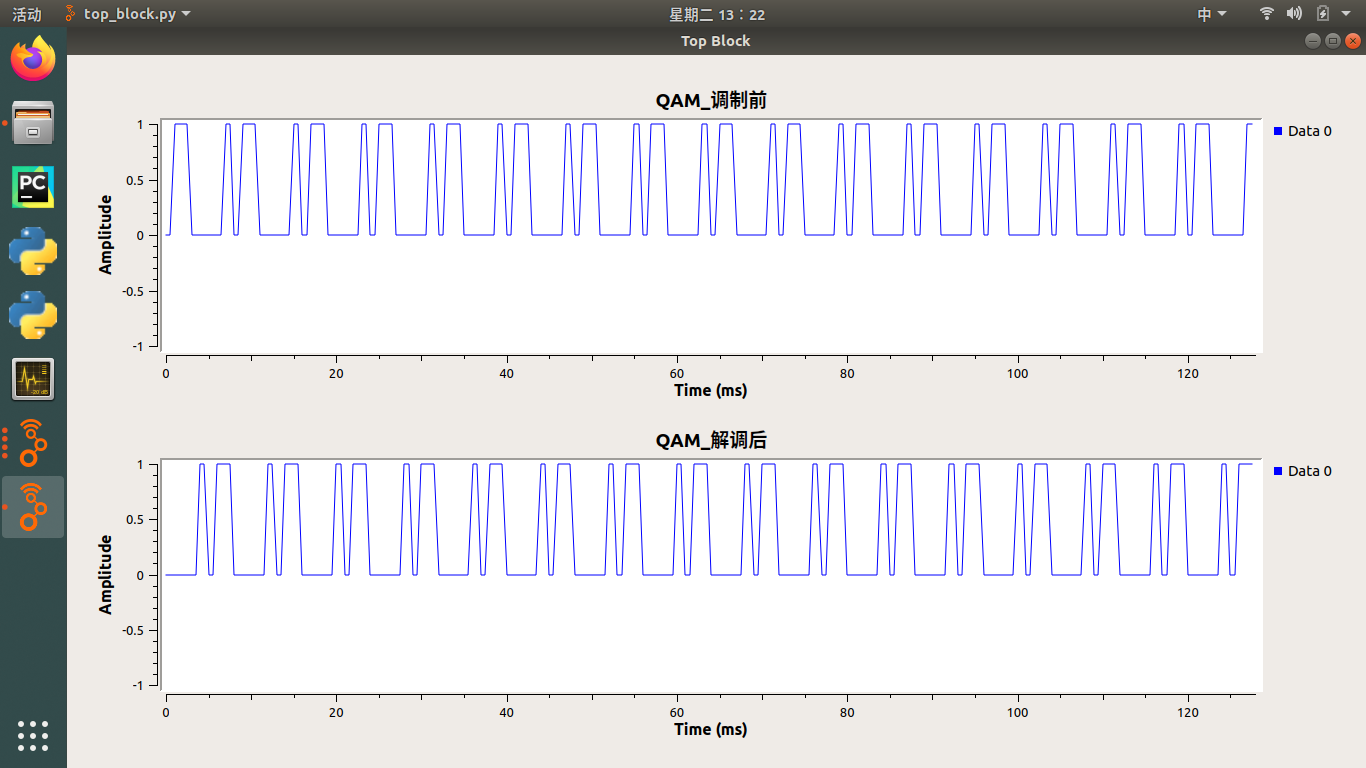 活动 top_block.py 星期二 13：22 中
Top Block
PC
QAM_调制前
1
0.5
0
-0.5
-1
Amplitude
Data 0
0 20 40 60 80 100 120
Time (ms)
QAM_解调后
1
0.5
0
-0.5
-1
Amplitude
Data 0
0 20 40 60 80 100 120
Time (ms)